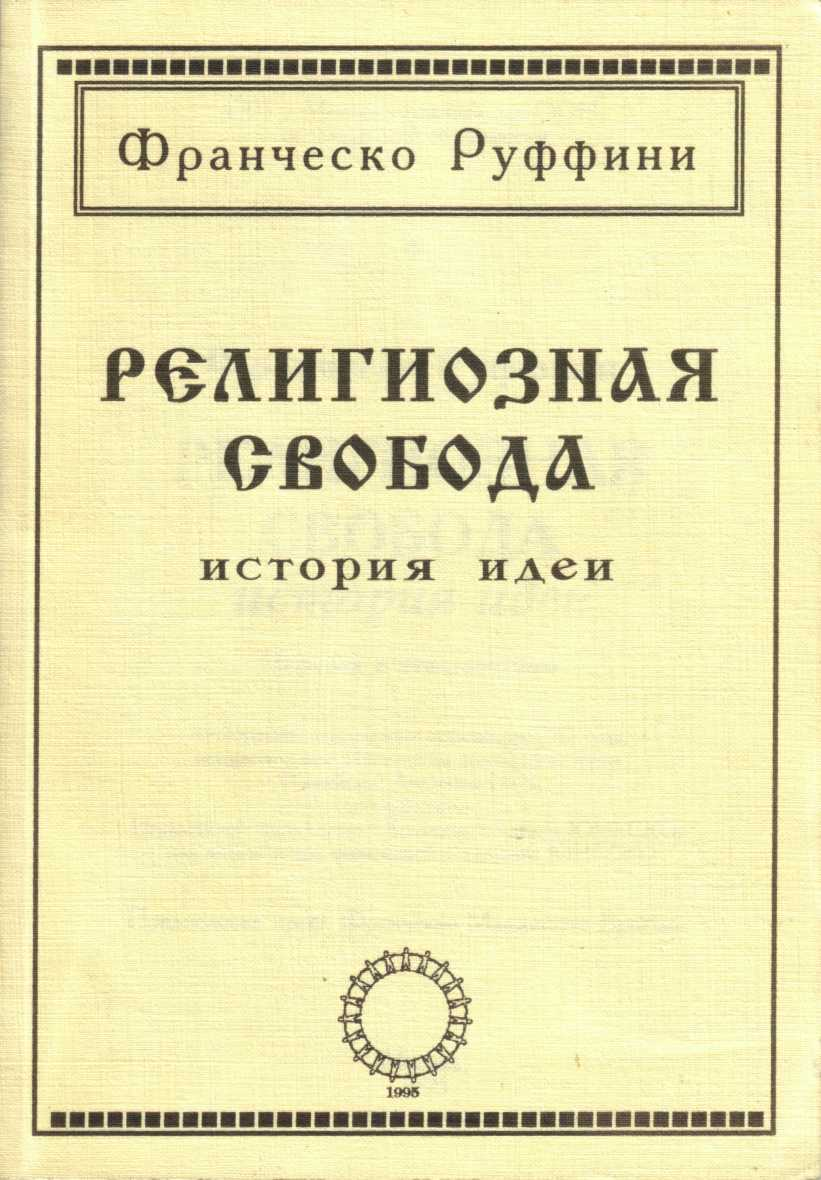 Франческо Руффини
РЕЛИГИОЗНАЯ
СВОБОДА
история идеи
1995